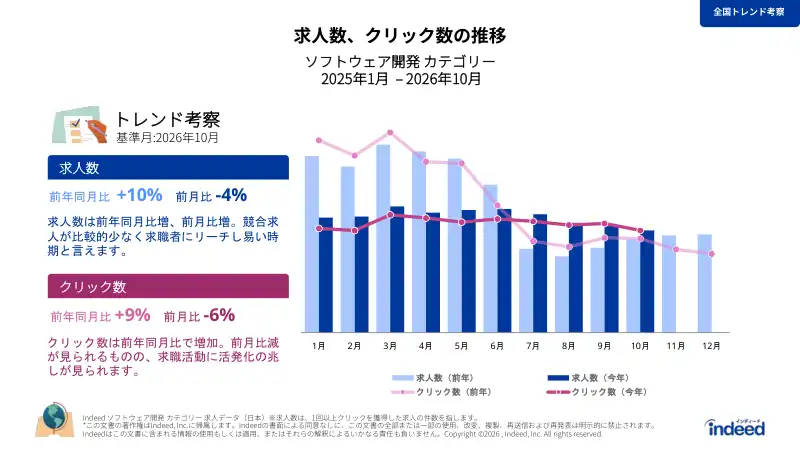 全国トレンド考察
求人数、クリック数の推移
ソフトウェア開発 カテゴリー
2025年1月 – 2026年10月
トレンド考察
基準月:2026年10月
求人数
前年同月比 +10% 前月比 -4%
求人数は前年同月比増、前月比増。競合求
人が比較的少なく求職者にリーチし易い時
期と言えます。
クリック数
前年同月比 +9% 前月比 -6%
クリック数は前年同月比で増加。前月比減
が見られるものの、求職活動に活発化の兆
しが見られます。
1月 2月 3月 4月 5月 6月 7月 8月 9月 10月 11月 12月
求人数（前年） 求人数（今年）
クリック数（前年） クリック数（今年）
Indeed ソフトウェア開発 カテゴリー 求人データ（日本）※求人数は、1回以上クリックを獲得した求人の件数を指します。
*この文書の著作権はIndeed, Inc.に帰属します。Indeedの書面による同意なしに、この文書の全部または一部の使用、改変、複製、再送信および再発表は明示的に禁止されます。
Indeedはこの文書に含まれる情報の使用もしくは適用、またはそれらの解釈によるいかなる責任も負いません。Copyright ©2026 , Indeed, Inc. All rights reserved.
インディード
indeed